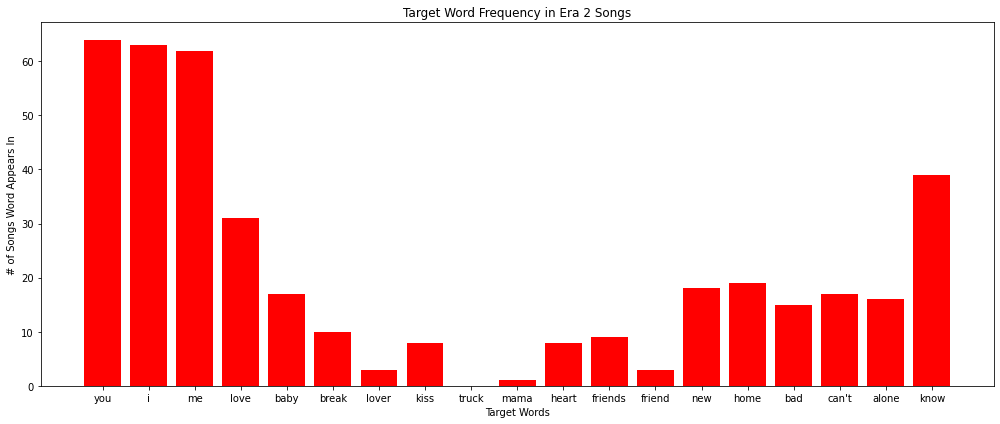 Target Word Frequency in Era 2 Songs
# of Songs Word Appears In
60
50
40
30
20
10
0
you i me love baby break lover kiss truck mama heart friends friend new home bad can't alone know
Target Words